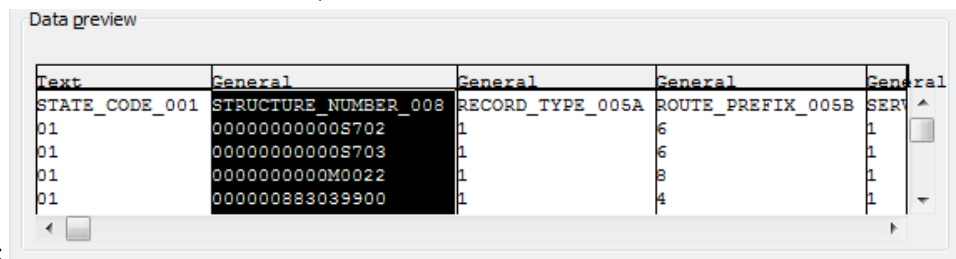 Data preview
Text General General General General
STATE_CODE_001 STRUCTURE_NUMBER_008 RECORD_TYPE_005A ROUTE_PREFIX_005B SERV
01 00000000000S702 1 6 1
01 00000000000S703 1 6 1
01 0000000000M0022 1 8 1
01 000000883039900 1 4 1